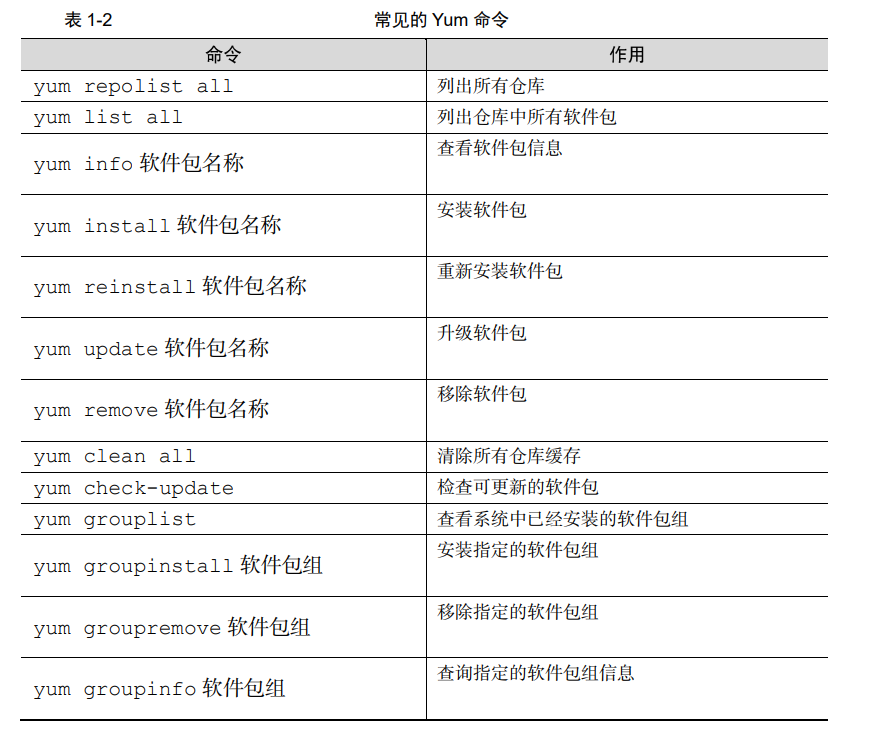 表 1-2 常见的 Yum 命令
命令 作用
yum repolist all 列出所有仓库
yum list all 列出仓库中所有软件包
yum info 软件包名称 查看软件包信息
yum install 软件包名称 安装软件包
yum reinstall 软件包名称 重新安装软件包
yum update 软件包名称 升级软件包
yum remove 软件包名称 移除软件包
yum clean all 清除所有仓库缓存
yum check-update 检查可更新的软件包
yum grouplist 查看系统中已经安装的软件包组
yum groupinstall 软件包组 安装指定的软件包组
yum groupremove 软件包组 移除指定的软件包组
yum groupinfo 软件包组 查询指定的软件包组信息